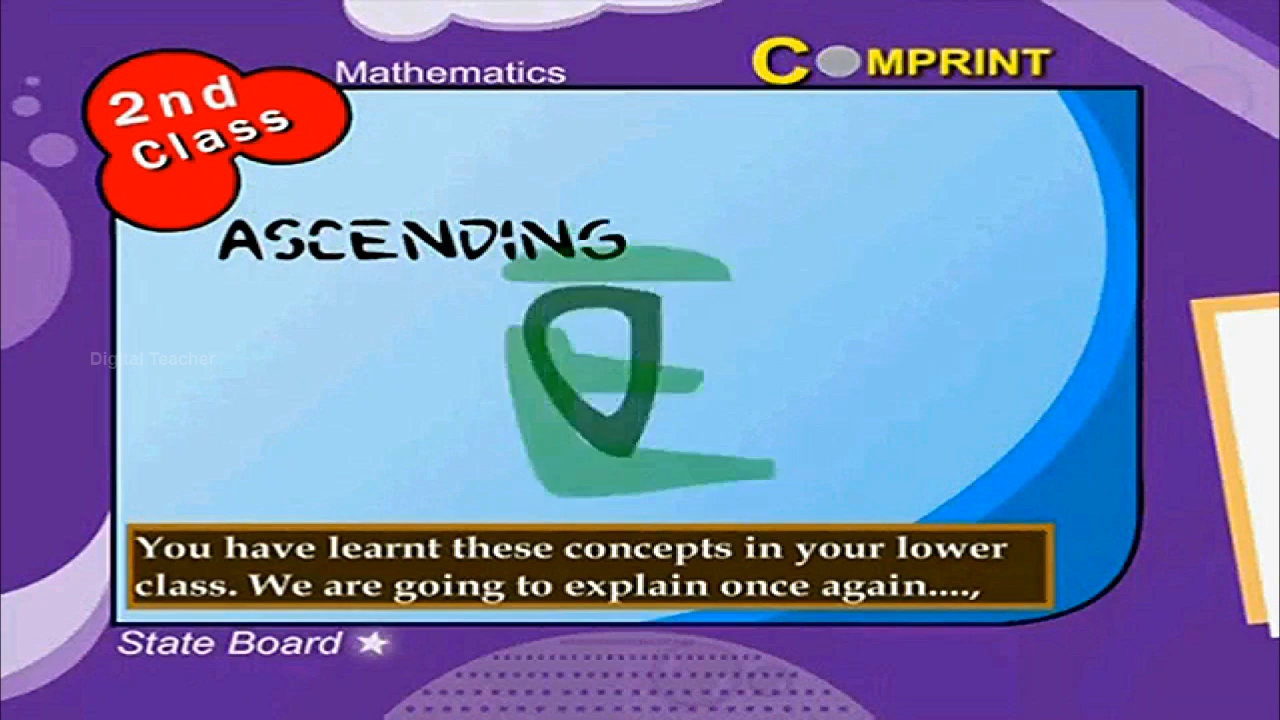 Mathematics
COMPRINT
2nd
Class
ASCENDING
Digital Teacher
You have learnt these concepts in your lower
class. We are going to explain once again....,
State Board